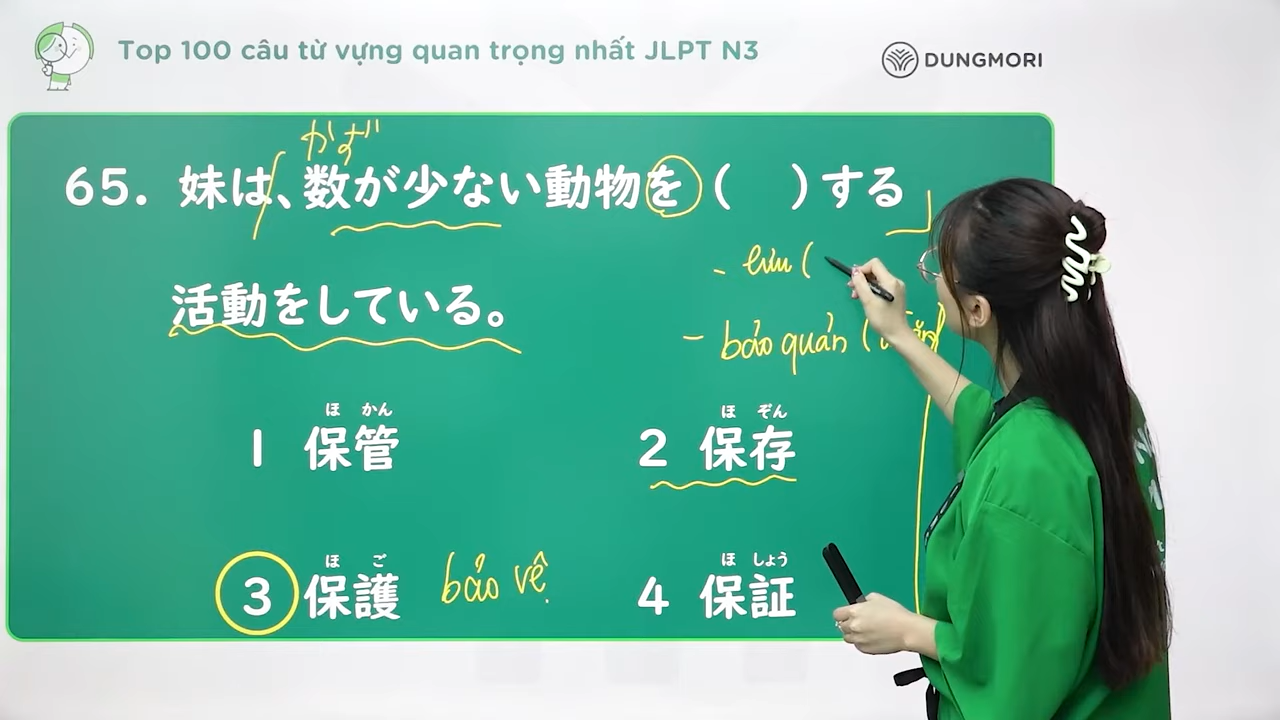 Top 100 câu từ vựng quan trọng nhất JLPT N3
DUNGMORI
かず
65. 妹は、数が少ない動物を ( ) する
- lưu (
活動をしている。
- bảo quản (
ほ かん
1 保管
ほ ぞん
2 保存
ほ ご
3 保護 bảo vệ
ほ しょう
4 保証